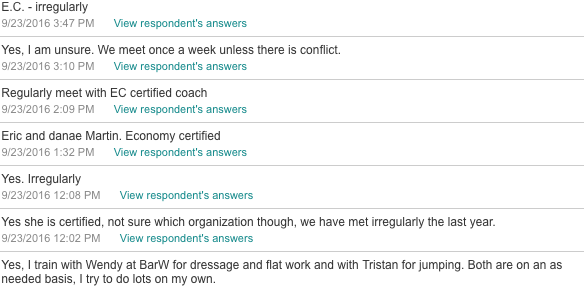 E.C. - irregularly
9/23/2016 3:47 PM View respondent's answers
Yes, I am unsure. We meet once a week unless there is conflict.
9/23/2016 3:10 PM View respondent's answers
Regularly meet with EC certified coach
9/23/2016 2:09 PM View respondent's answers
Eric and danae Martin. Economy certified
9/23/2016 1:32 PM View respondent's answers
Yes. Irregularly
9/23/2016 12:08 PM View respondent's answers
Yes she is certified, not sure which organization though, we have met irregularly the last year.
9/23/2016 12:02 PM View respondent's answers
Yes, I train with Wendy at BarW for dressage and flat work and with Tristan for jumping. Both are on an as
needed basis, I try to do lots on my own.